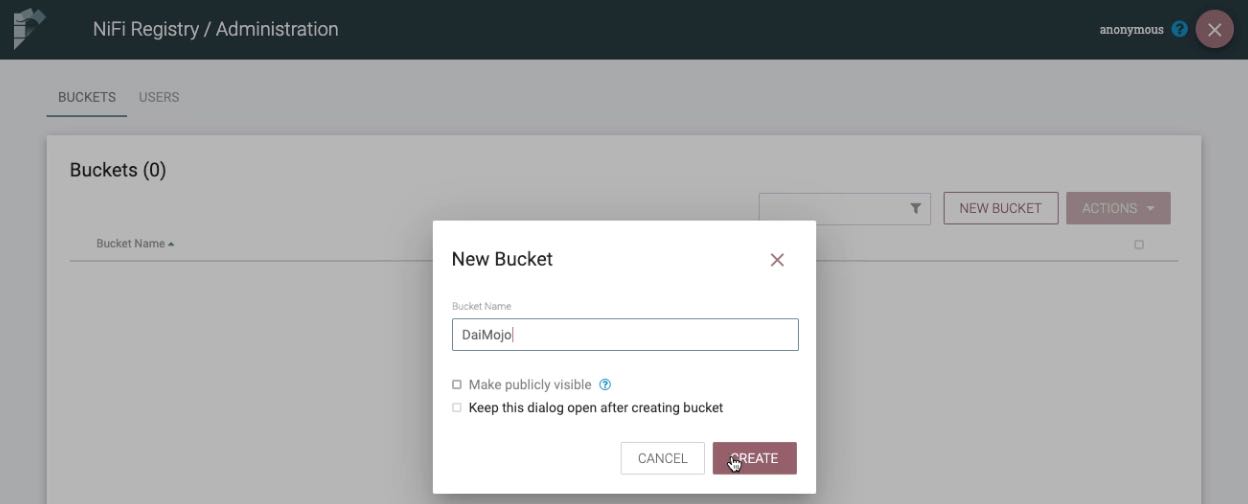 NiFi Registry / Administration
anonymous
BUCKETS USERS
Buckets (0)
NEW BUCKET ACTIONS
Bucket Name
New Bucket
Bucket Name
DaiMojo
Make publicly visible
Keep this dialog open after creating bucket
CANCEL CREATE